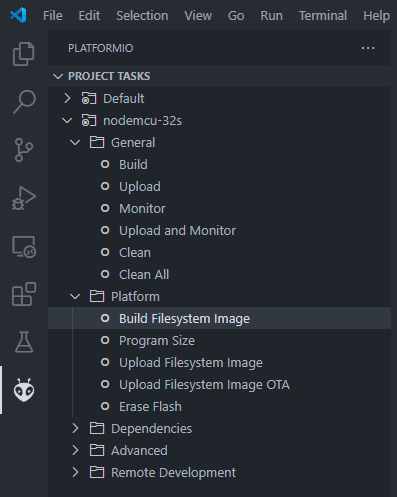 File Edit View Go Run Terminal Help
PLATFORMIO
PROJECT TASKS
Default
nodemcu-32s
General
Build
Upload
Monitor
Upload and Monitor
Clean
Clean All
Platform
Build Filesystem Image
Program Size
Upload Filesystem Image
Upload Filesystem Image OTA
Erase Flash
Dependencies
Advanced
Remote Development